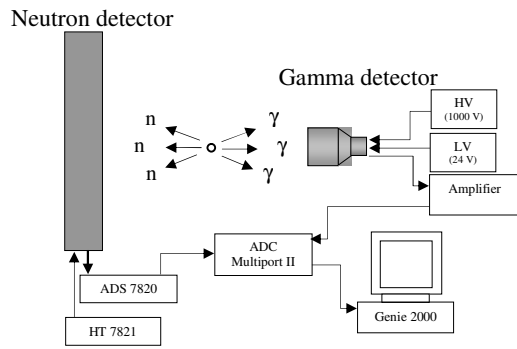 Neutron detector
Gamma detector
HV
(1000 V)
LV
(24 V)
Amplifier
n
n
n
γ
γ
γ
ADC
Multiport II
ADS 7820
HT 7821
Genie 2000